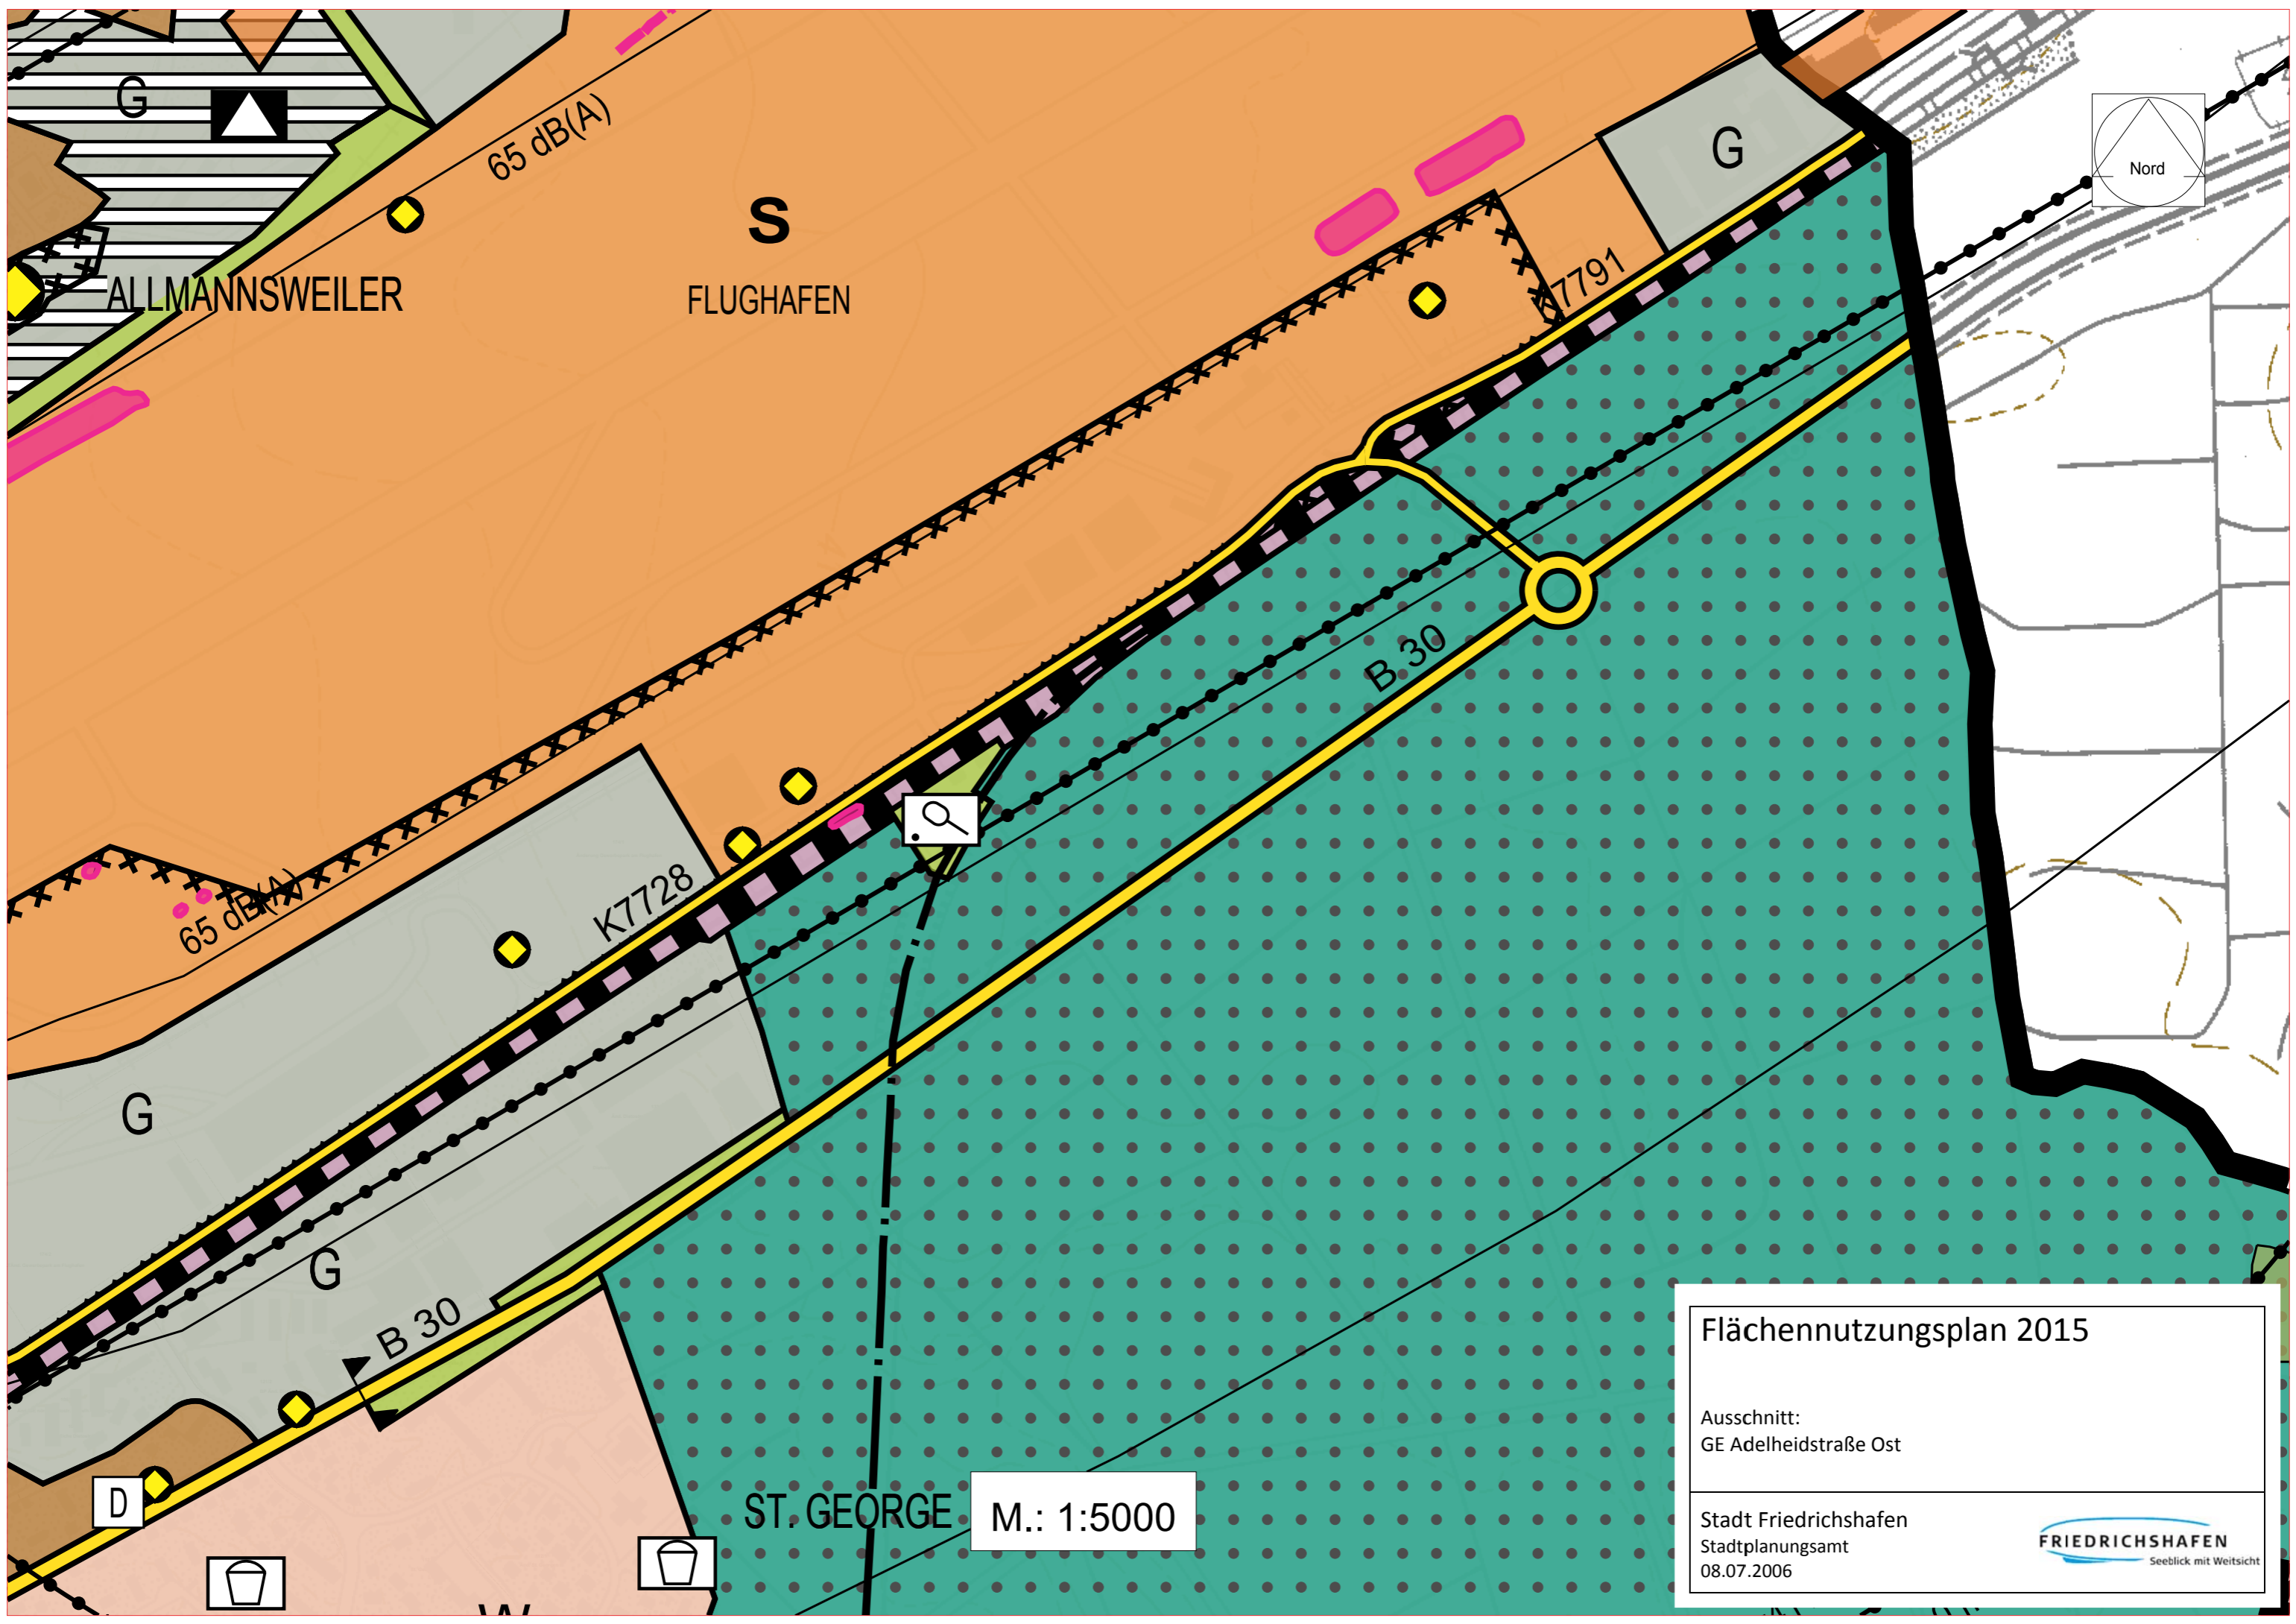 G
65 dB(A)
S
FLUGHAFEN
ALLMANNSWEILER
G
Nord
K7791
B 30
65 dB(A)
K7728
G
G
B 30
D
ST. GEORGE
M.: 1:5000
W
Flächennutzungsplan 2015
Ausschnitt:
GE Adelheidstraße Ost
Stadt Friedrichshafen
Stadtplanungsamt
08.07.2006
FRIEDRICHSHAFEN
Seeblick mit Weitsicht